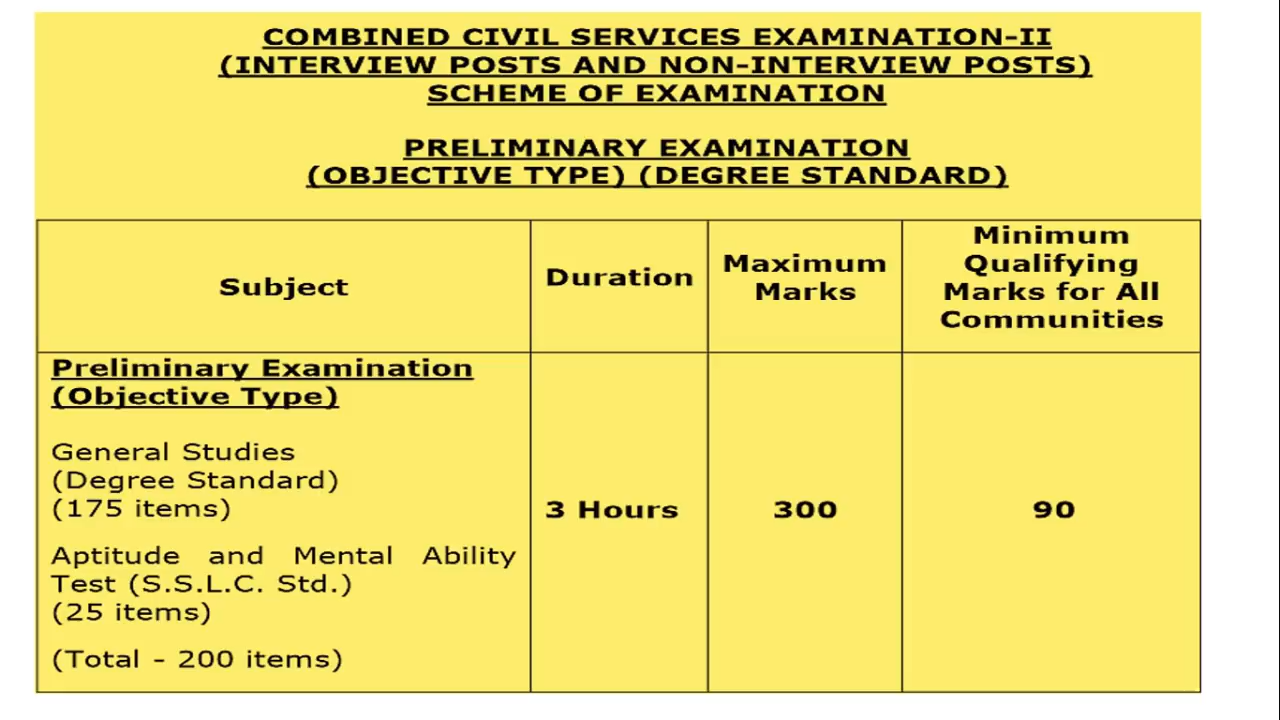 COMBINED CIVIL SERVICES EXAMINATION-II
(INTERVIEW POSTS AND NON-INTERVIEW POSTS)
SCHEME OF EXAMINATION
PRELIMINARY EXAMINATION
(OBJECTIVE TYPE) (DEGREE STANDARD)
Subject
Duration
Maximum
Marks
Minimum
Qualifying
Marks for All
Communities
Preliminary Examination
(Objective Type)
General Studies
(Degree Standard)
(175 items)
Aptitude and Mental Ability
Test (S.S.L.C. Std.)
(25 items)
(Total - 200 items)
3 Hours
300
90